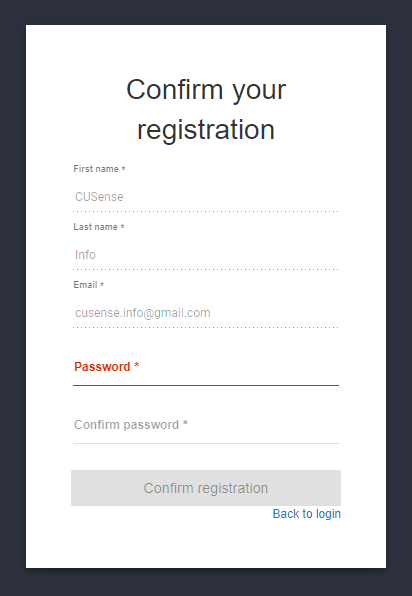 Confirm your
registration
First name *
CUSense
Last name *
Info
Email *
cusense.info@gmail.com
Password *
Confirm password *
Confirm registration
Back to login